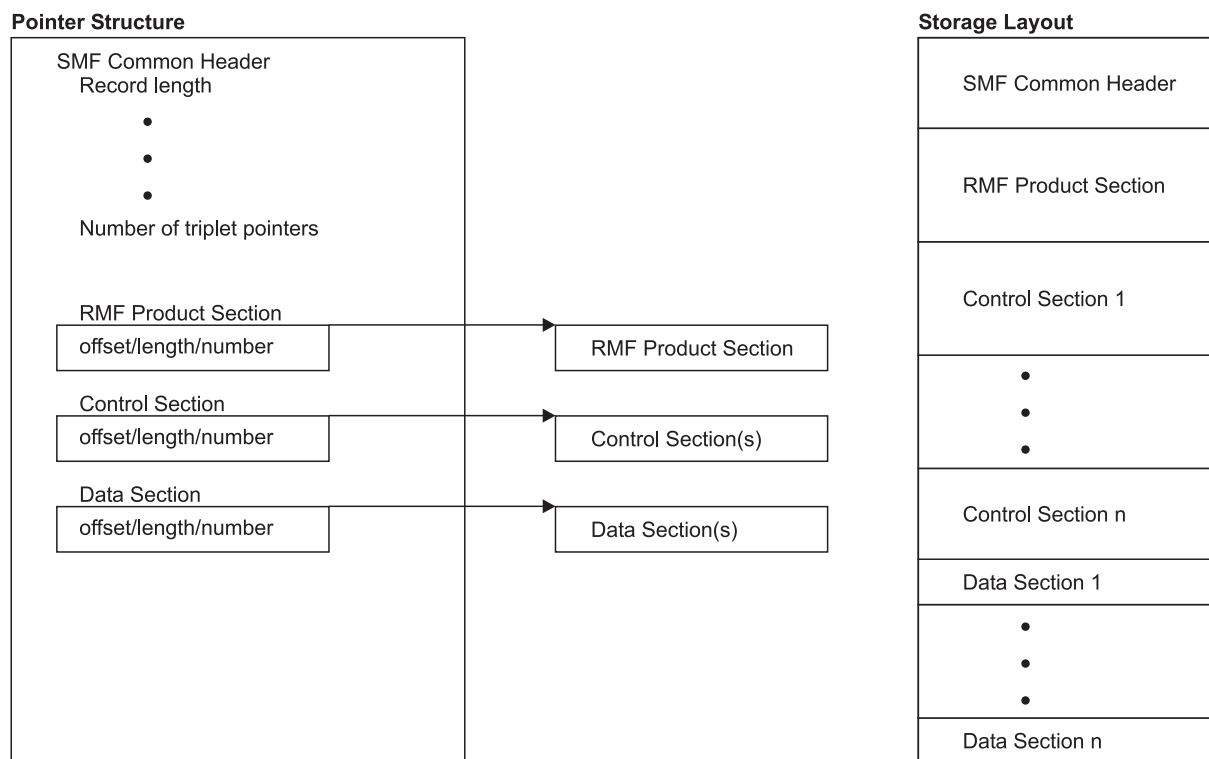 Pointer Structure
SMF Common Header
Record length
•
•
•
Number of triplet pointers
RMF Product Section
offset/length/number
RMF Product Section
Control Section
offset/length/number
Control Section(s)
Data Section
offset/length/number
Data Section(s)
Storage Layout
SMF Common Header
RMF Product Section
Control Section 1
•
•
•
Control Section n
Data Section 1
•
•
•
Data Section n